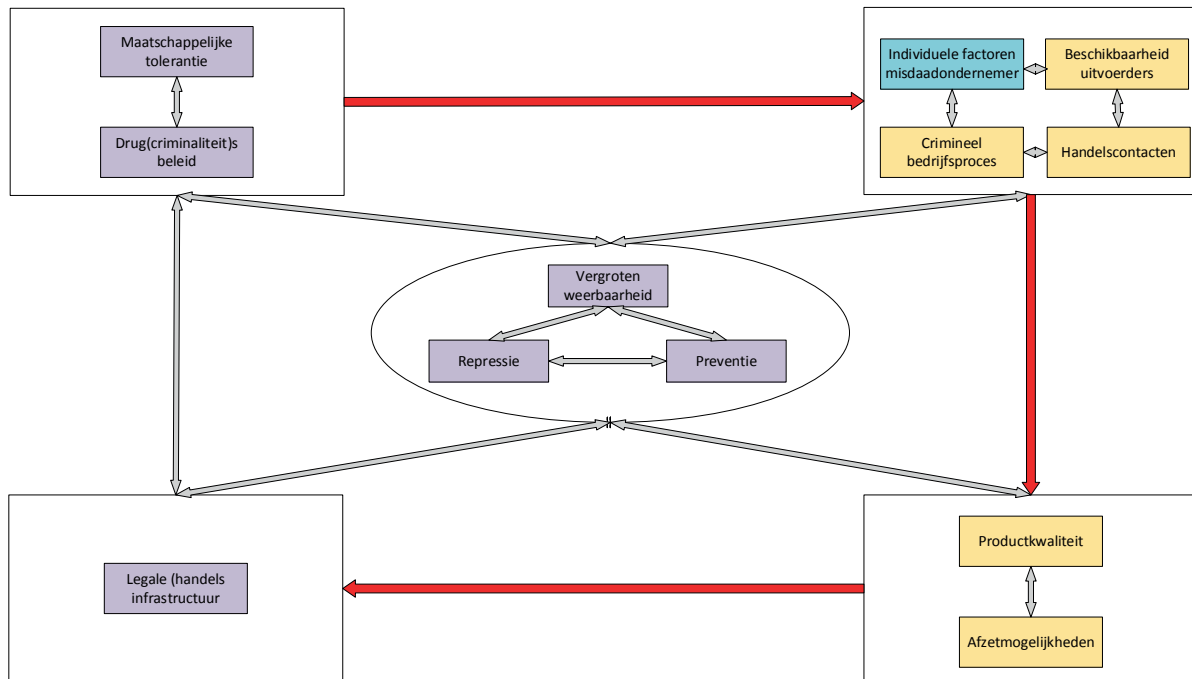 Maatschappelijke
tolerantie
Drug(criminaliteit)s
beleid
Individuele factoren
misdaadondernemer
Beschikbaarheid
uitvoerders
Crimineel
bedrijfsproces
Handelscontacten
Vergroten
weerbaarheid
Repressie
Preventie
Legale (handels
infrastructuur
Productkwaliteit
Afzetmogelijkheden